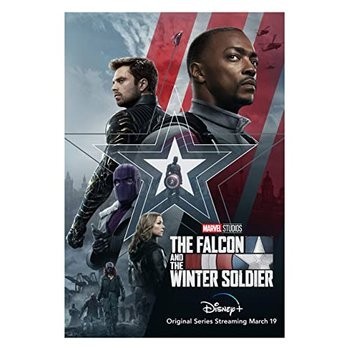 MARVEL STUDIOS
THE FALCON
AND THE
WINTER SOLDIER
Disney+
Original Series Streaming March 19